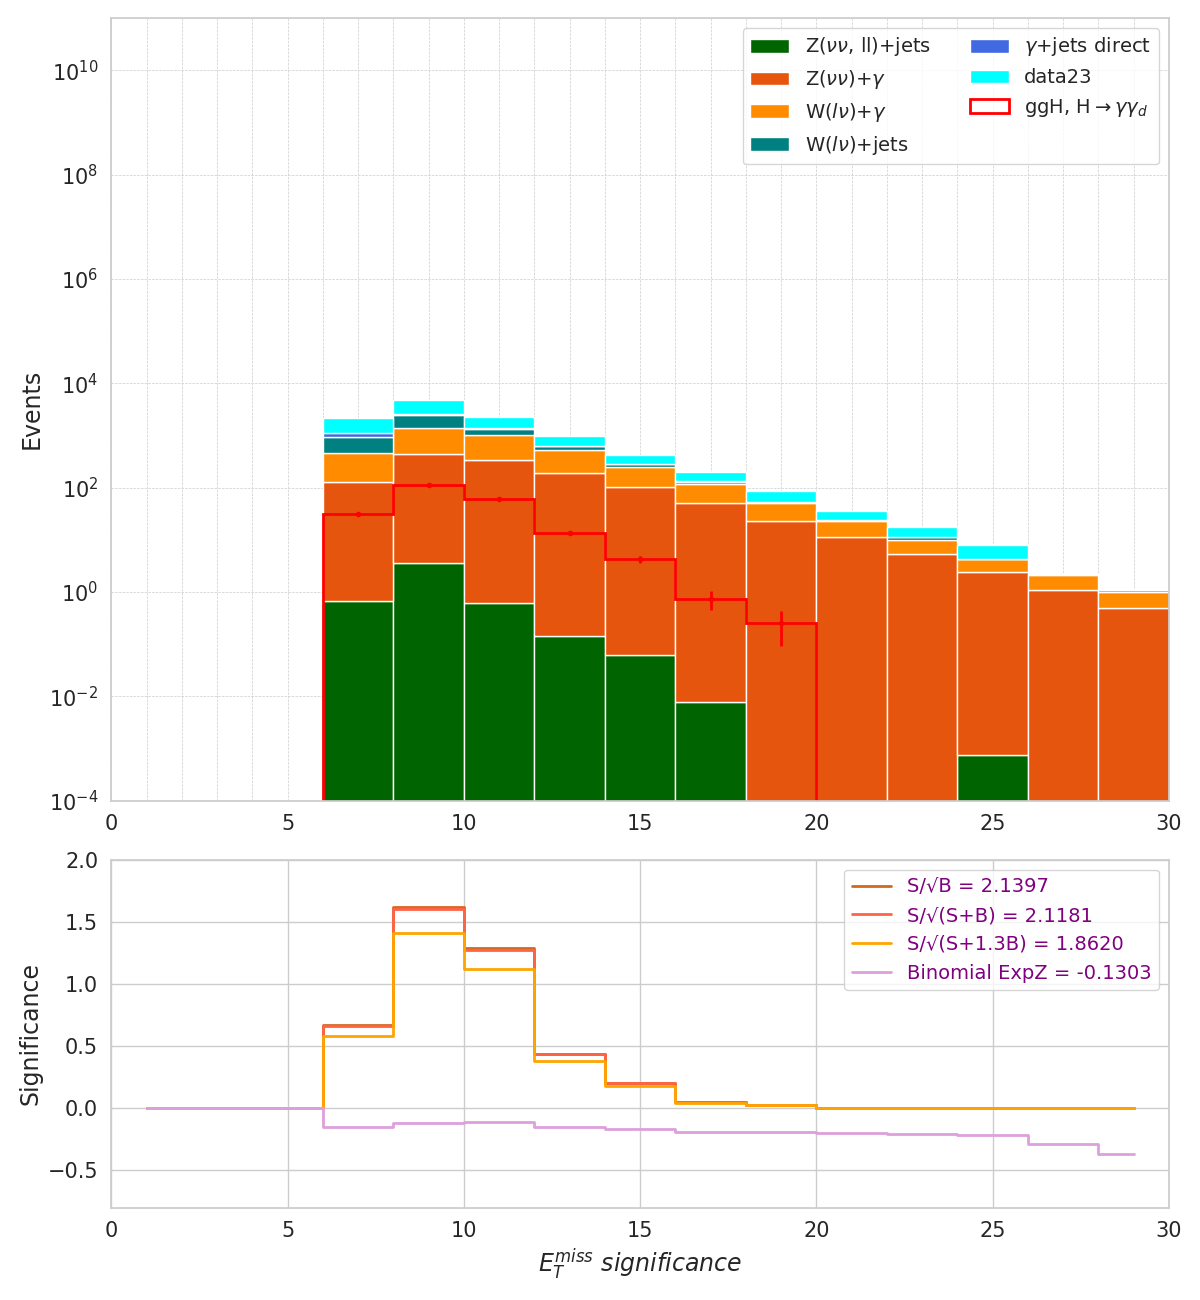 Z(νν, ll)+jets
Z(νν)+γ
W(lν)+γ
W(lν)+jets
γ+jets direct
data23
ggH, H→γγ_d
Events
10^10
10^8
10^6
10^4
10^2
10^0
10^−2
10^−4
0 5 10 15 20 25 30
S/√B = 2.1397
S/√(S+B) = 2.1181
S/√(S+1.3B) = 1.8620
Binomial ExpZ = -0.1303
Significance
2.0
1.5
1.0
0.5
0.0
−0.5
0 5 10 15 20 25 30
E_T^miss significance